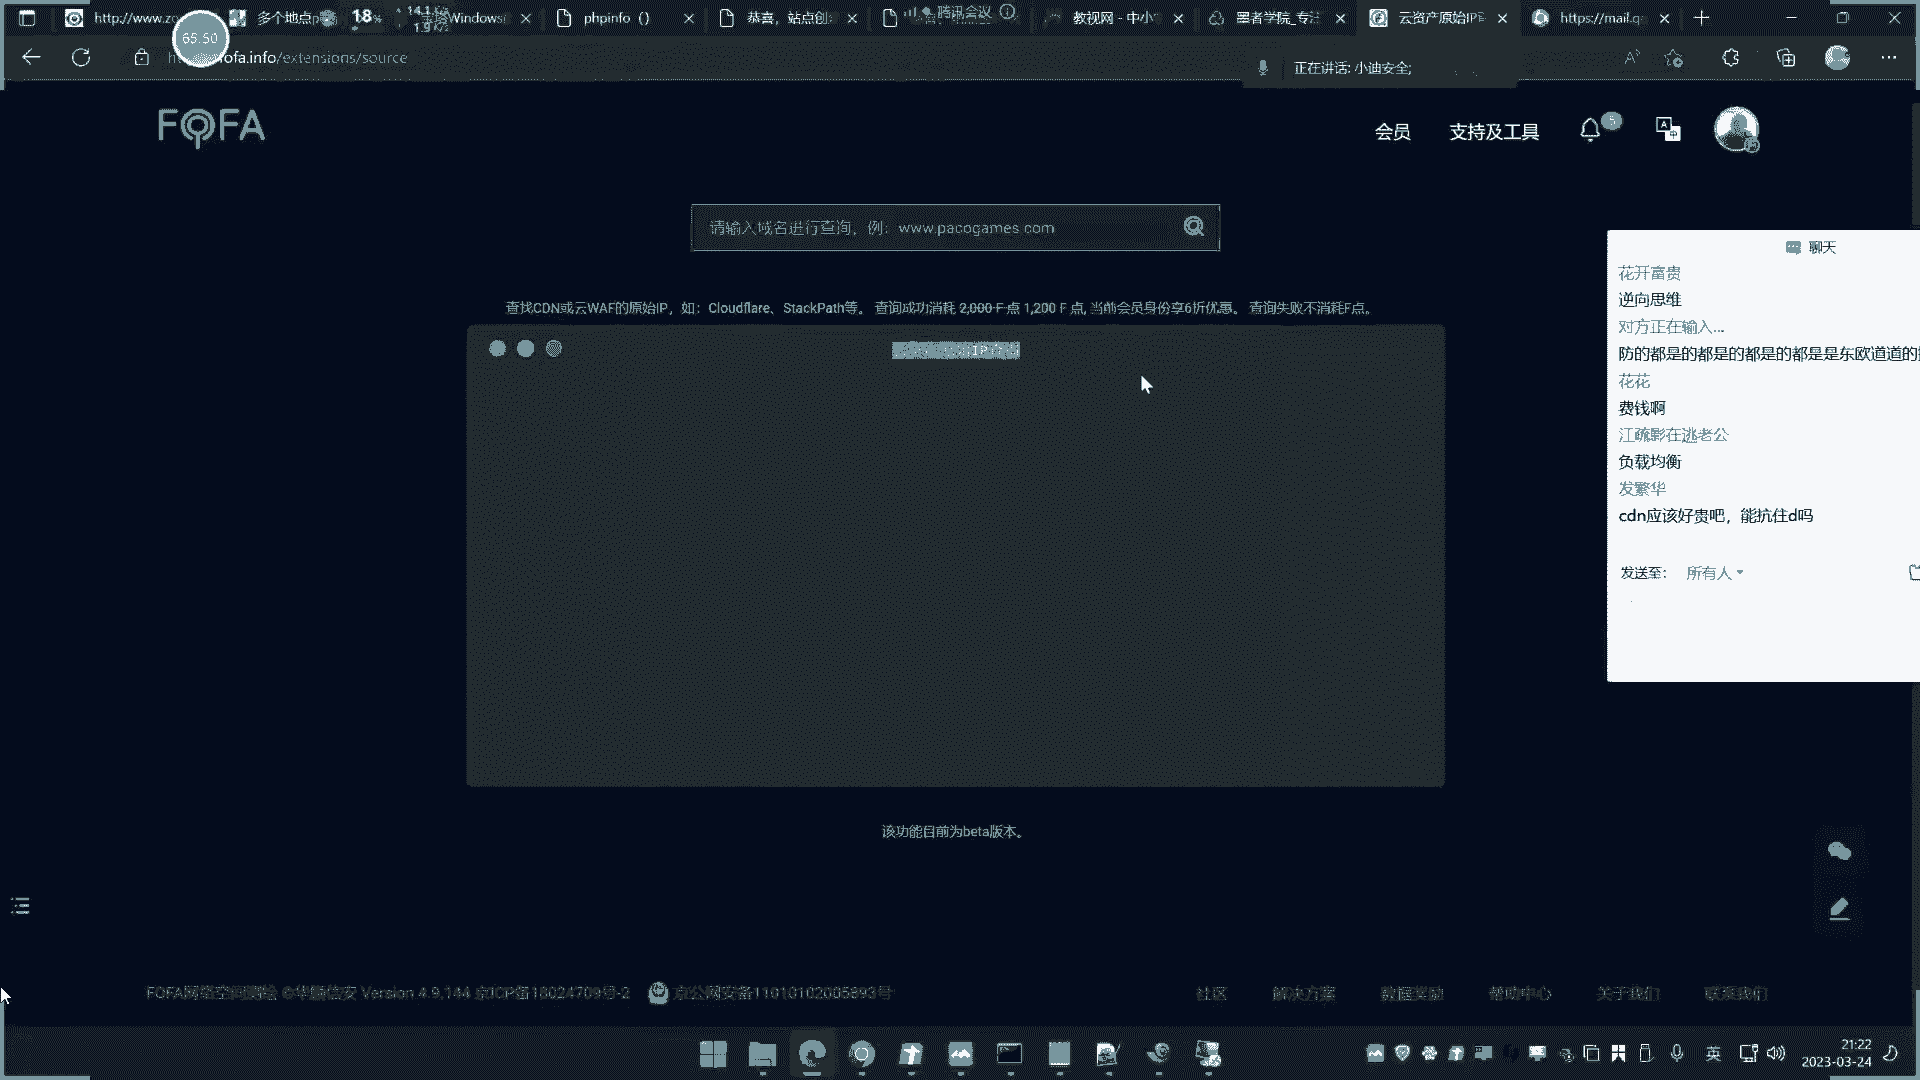 http://www.zo
多个地点p
18%
14.1 K/s
1.9 K/s
Windows
phpinfo ()
恭喜，站点创
腾讯会议
教视网 - 中小
墨者学院_专注
云资产原始IP
https://mail.q
65:50
fofa.info/extensions/source
正在讲话: 小迪安全;
FOFA
会员
支持及工具
5
请输入域名进行查询，例：www.pacogames.com
查找CDN或云WAF的原始IP，如：Cloudflare、StackPath等。 查询成功消耗 2,000 F 点 1,200 F 点, 当前会员身份享6折优惠。 查询失败不消耗F点。
聊天
花开富贵
逆向思维
对方正在输入...
防的都是的都是的都是的都是是东欧道道的
花花
费钱啊
江疏影在逃老公
负载均衡
发繁华
cdn应该好贵吧，能抗住d吗
发送至: 所有人
该功能目前为beta版本。
FOFA网络空间测绘 ©华顺信安 Version 4.9.144 京ICP备18024709号-2
京公网安备11010102005893号
社区
解决方案
数据奖励
帮助中心
关于我们
联系我们
英
21:22
2023-03-24